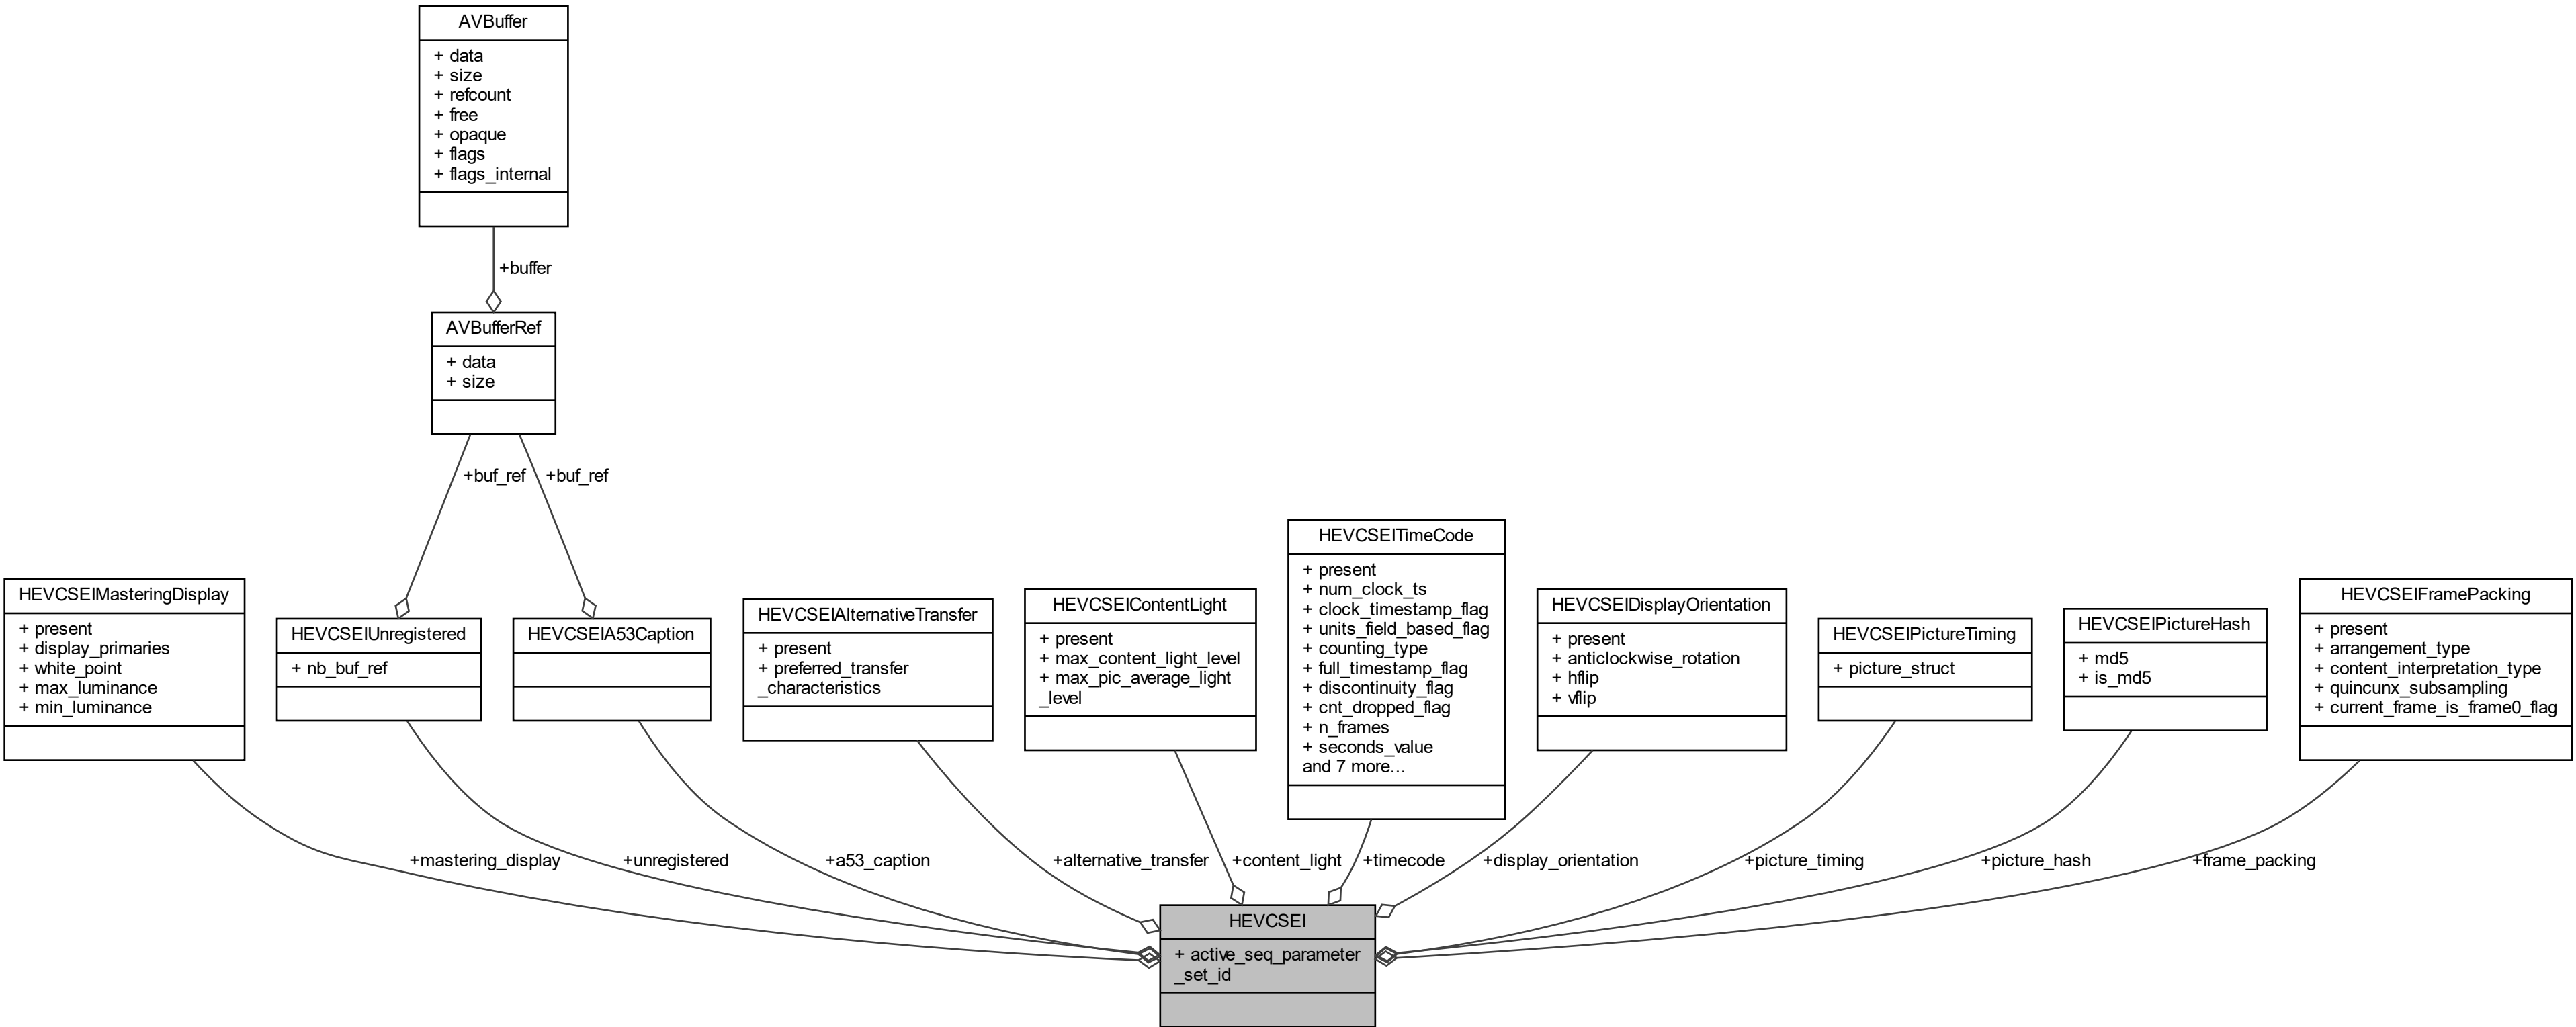 AVBuffer
+ data
+ size
+ refcount
+ free
+ opaque
+ flags
+ flags_internal
+buffer
AVBufferRef
+ data
+ size
+buf_ref
+buf_ref
HEVCSEIMasteringDisplay
+ present
+ display_primaries
+ white_point
+ max_luminance
+ min_luminance
HEVCSEIUnregistered
+ nb_buf_ref
HEVCSEIA53Caption
HEVCSEIAlternativeTransfer
+ present
+ preferred_transfer
_characteristics
HEVCSEIContentLight
+ present
+ max_content_light_level
+ max_pic_average_light
_level
HEVCSEITimeCode
+ present
+ num_clock_ts
+ clock_timestamp_flag
+ units_field_based_flag
+ counting_type
+ full_timestamp_flag
+ discontinuity_flag
+ cnt_dropped_flag
+ n_frames
+ seconds_value
and 7 more...
HEVCSEIDisplayOrientation
+ present
+ anticlockwise_rotation
+ hflip
+ vflip
HEVCSEIPictureTiming
+ picture_struct
HEVCSEIPictureHash
+ md5
+ is_md5
HEVCSEIFramePacking
+ present
+ arrangement_type
+ content_interpretation_type
+ quincunx_subsampling
+ current_frame_is_frame0_flag
+mastering_display
+unregistered
+a53_caption
+alternative_transfer
+content_light
+timecode
+display_orientation
+picture_timing
+picture_hash
+frame_packing
HEVCSEI
+ active_seq_parameter
_set_id